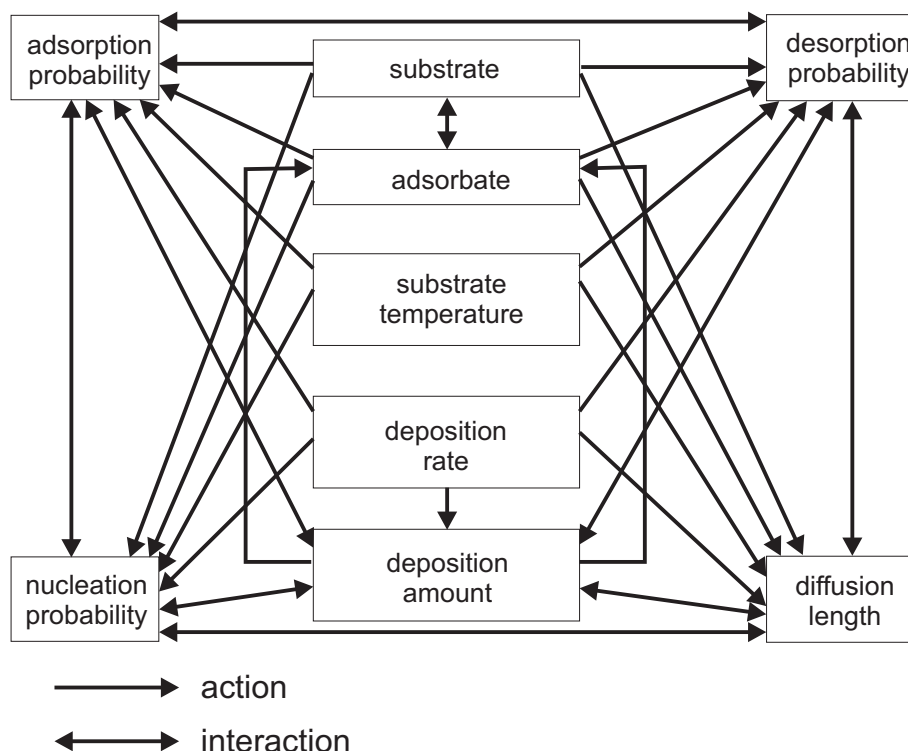 adsorption
probability
substrate
desorption
probability
adsorbate
substrate
temperature
deposition
rate
nucleation
probability
deposition
amount
diffusion
length
action
interaction